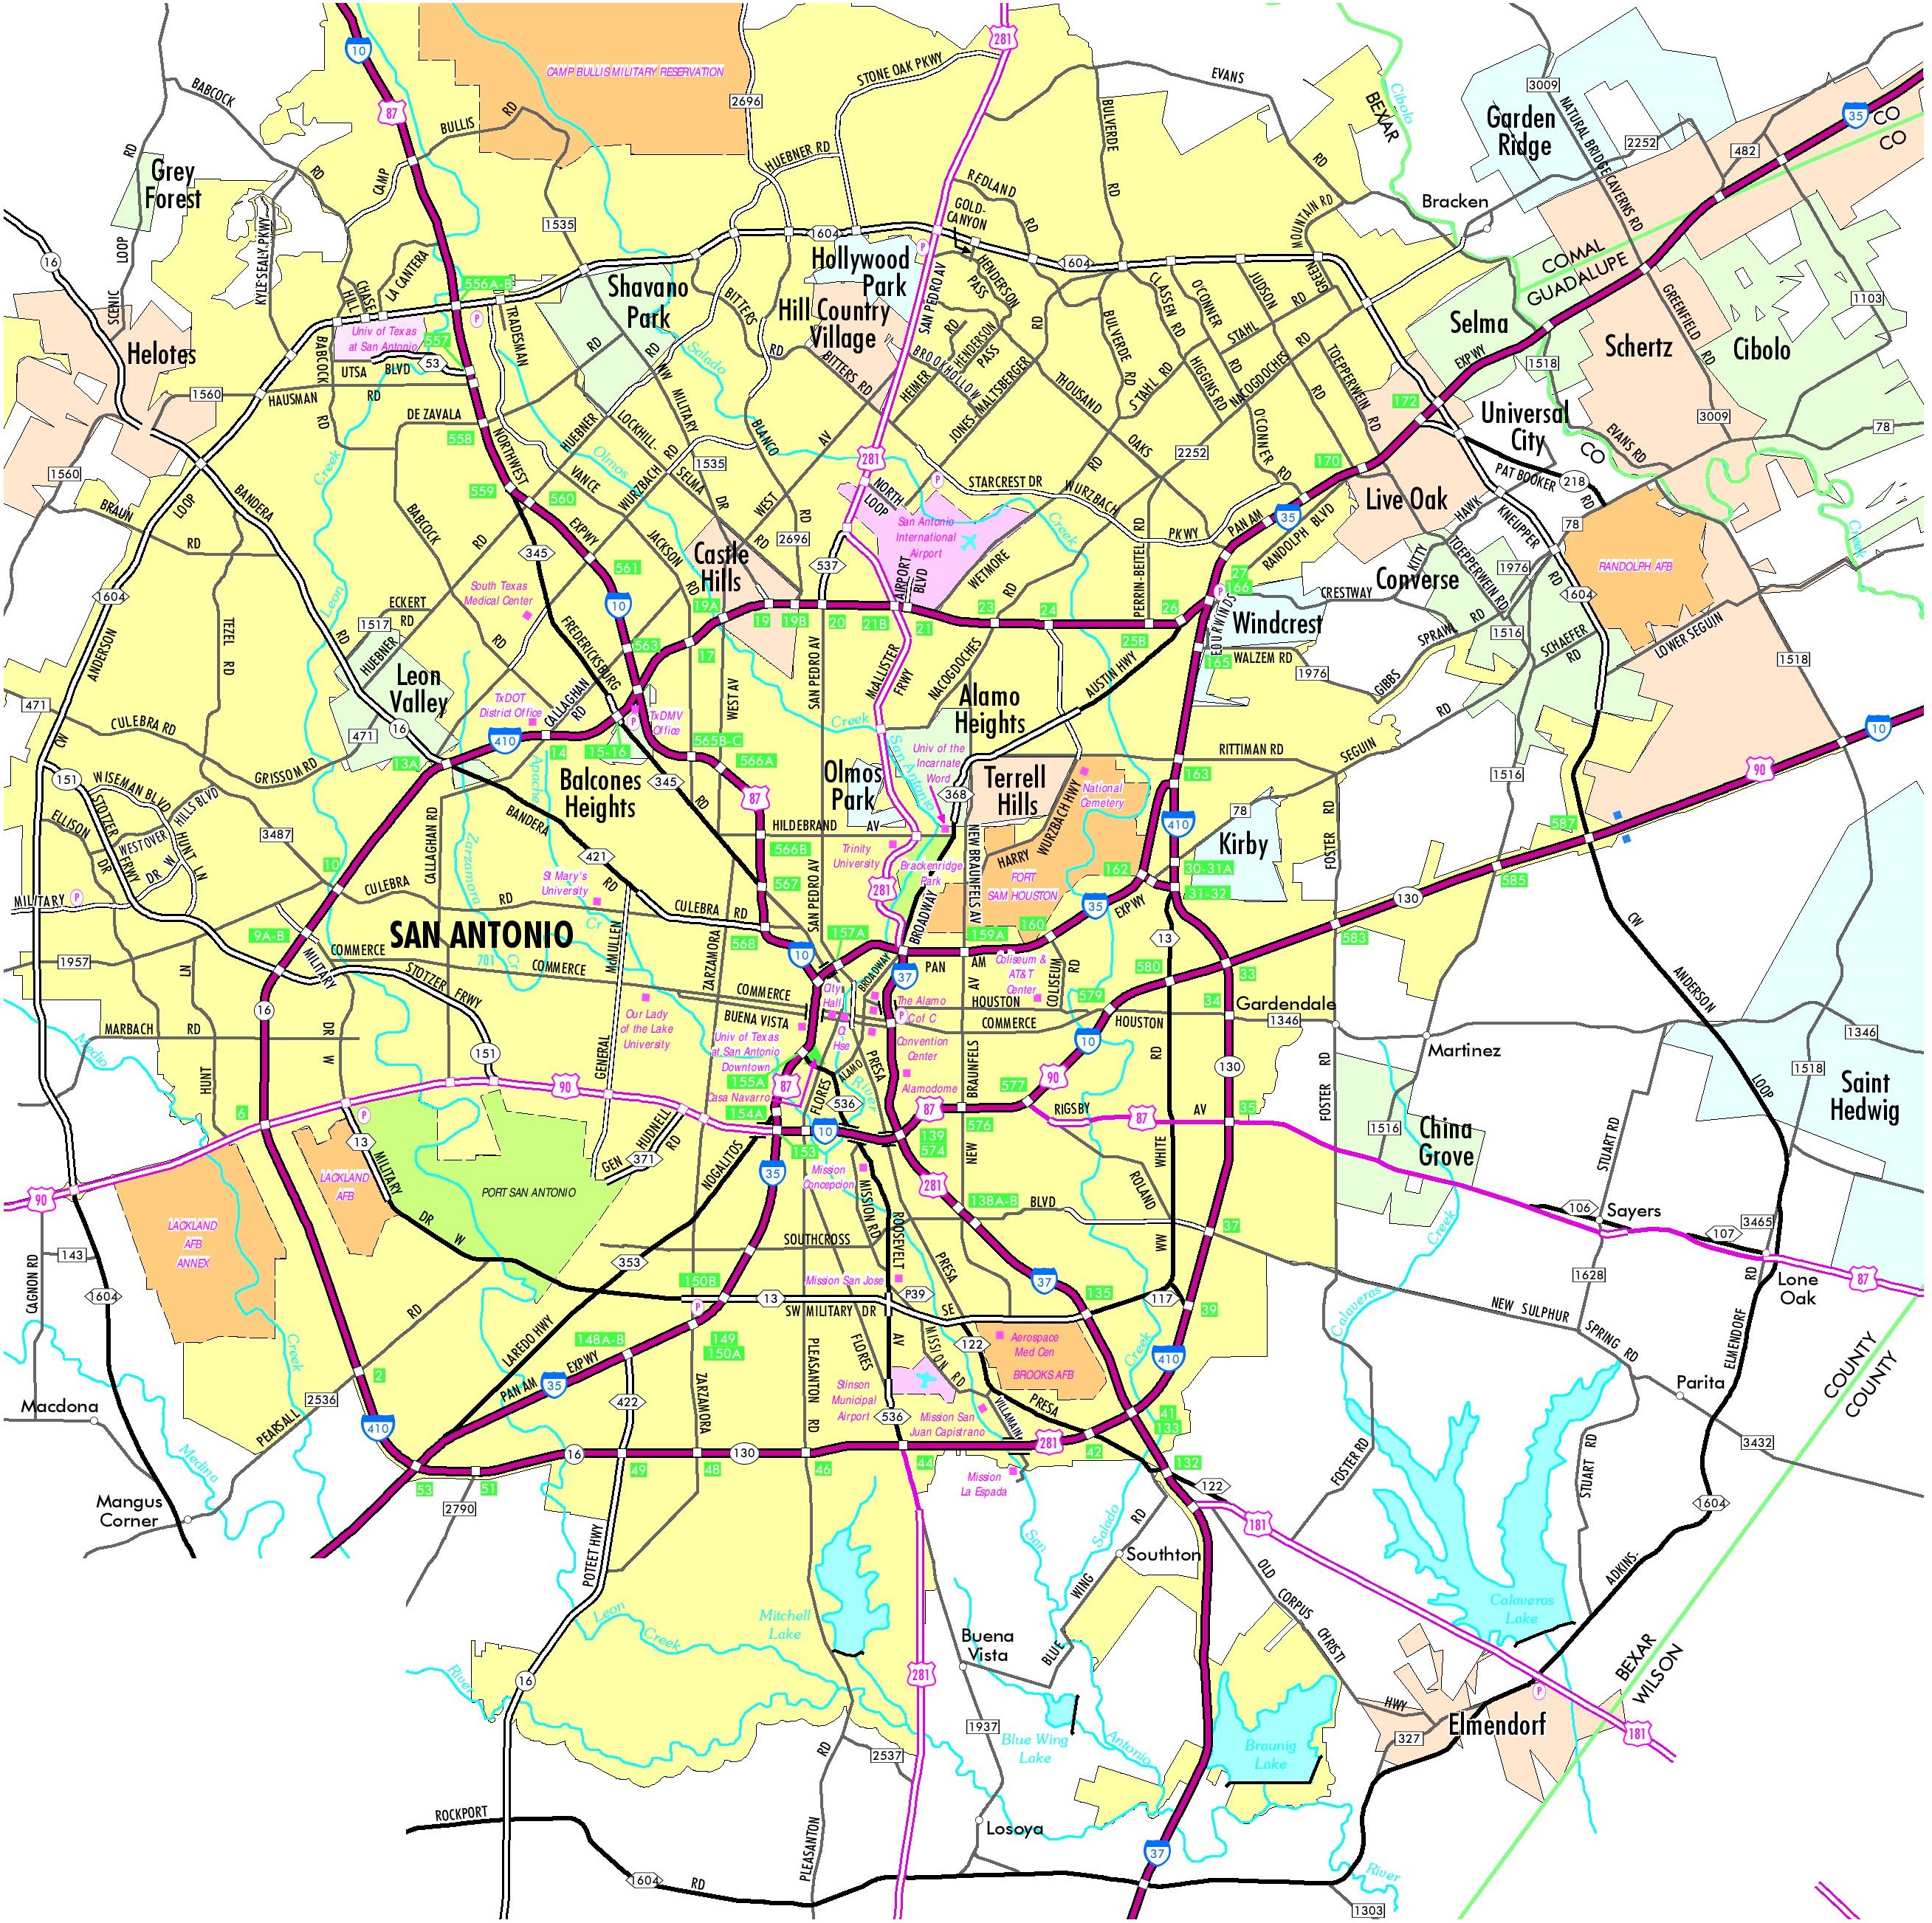 10
281
CAMP BULLIS MILITARY RESERVATION
STONE OAK PKWY
EVANS
BABCOCK
87
BULLIS
RD
2696
BULVERDE
RD
BEXAR
Cibolo
3009
Garden
Ridge
NATURAL BRIDGE CAVERNS RD
2252
482
35
CO
CO
RD
Grey
Forest
RD
CAMP
HUEBNER RD
REDLAND
RD
RD
Bracken
LOOP
KYLE SEALY PKWY
1535
1604
GOLD-
CANYON
MOUNTAIN RD
COMAL
GUADALUPE
16
SCENIC
CHASE
HILL
LA CANTERA
556A-B
Shavano
Park
Hollywood
Park
Hill Country
Village
SAN PEDRO AV
HENDERSON
PASS
1604
CLASSEN RD
O'CONNER
RD
JUDSON
RD
GREEN
GREENFIELD
RD
1103
Helotes
Univ of Texas
at San Antonio
557
TRADESMAN
BITTERS
RD
RD
HENDERSON
PASS
BULVERDE
RD
STAHL
RD
Selma
Schertz
Cibolo
BABCOCK
RD
UTSA
BLVD
53
RD
RD
Salado
BITTERS RD
BROOKHOLLOW
HEIMER
JONES-MALTSBERGER
RD
THOUSAND
OAKS
STAHL RD
HIGGINS RD
NACOGDOCHES
RD
TOEPPERWEIN
RD
EXPWY
1518
1560
HAUSMAN
RD
DE ZAVALA
NW MILITARY
BLANCO
AV
172
Universal
City
3009
78
558
NORTHWEST
HUEBNER
LOCKHILL-
SELMA
Olmos
281
O'CONNER
RD
EVANS RD
CO
1560
BRAUN
RD
LOOP
BANDERA
Creek
559
560
VANCE
WURZBACH RD
1535
DR
WEST
RD
NORTH
LOOP
STARCREST DR
RD
WURZBACH
PKWY
2252
170
PAT BOOKER
RD
218
BABCOCK
RD
EXPWY
JACKSON
RD
Castle
Hills
2696
San Antonio
International
Airport
Creek
PERRIN-BEITEL RD
PAN AM
35
RANDOLPH BLVD
Live Oak
HAWK
KITTY
KNEUPPER
RD
78
Creek
345
561
537
AIRPORT
BLVD
WETMORE
RD
27
166
TOEPPERWEIN RD
1976
RANDOLPH AFB
1604
ANDERSON
South Texas
Medical Center
10
19A
19
19B
20
21B
21
23
24
26
25B
FOURWINDS
CRESTWAY
Converse
1604
TEZEL RD
ECKERT
RD
1517
Leon
HUEBNER
RD
RD
FREDERICKSBURG
563
17
SAN PEDRO AV
McALLISTER
FRWY
NACOGDOCHES
AUSTIN HWY
Windcrest
165
WALZEM RD
SPRAWL RD
1516
SCHAEFER
RD
LOWER SEGUIN
1518
Leon
Valley
TxDOT
District Office
CALLAGHAN
RD
WEST AV
Alamo
Heights
1976
GIBBS
471
CULEBRA RD
CW
471
16
TxDMV
Office
Creek
RD
10
410
13A
14
15-16
565B-C
566A
San Antonio
Univ of the
Incarnate
Word
RITTIMAN RD
SEGUIN
163
90
151
WISEMAN BLVD
GRISSOM RD
Apache
Balcones
Heights
345
RD
87
Olmos
Park
368
Terrell
Hills
National
Cemetery
1516
ELLISON
DR
STOTZER
FRWY
WESTOVER
HILLS BLVD
HUNT LN
DR W
3487
CALLAGHAN RD
Zarzamora
BANDERA
HILDEBRAND
AV
566B
HARRY
WURZBACH HWY
410
78
Kirby
FOSTER RD
587
10
421
RD
SAN PEDRO AV
Trinity
University
Brackenridge
Park
NEW BRAUNFELS AV
FORT
SAM HOUSTON
162
30-31A
31-32
585
MILITARY
CULEBRA
RD
St Mary's
University
567
281
BROADWAY
35
EXPWY
130
9A-B
SAN ANTONIO
Cr
CULEBRA
RD
568
157A
159A
160
13
583
CW
1957
MILITARY
COMMERCE
701
Cr
COMMERCE
McMULLEN
ZARZAMORA
10
37
PAN
AM
Coliseum &
AT&T
Center
COLISEUM
RD
580
33
ANDERSON
16
STOTZER
FRWY
COMMERCE
City
Hall
BROADWAY
The Alamo
C of C
AV
HOUSTON
579
34
Gardendale
LN
MARBACH
RD
DR
W
Our Lady
of the Lake
University
BUENA VISTA
Ct
Hse
COMMERCE
HOUSTON
10
1346
1346
Medio
151
GENERAL
Univ of Texas
at San Antonio
Downtown
Convention
Center
BRAUNFELS
RD
130
Martinez
LOOP
1518
HUNT
90
155A
87
PRESA
ALAMO
River
Alamodome
577
90
FOSTER RD
Saint
Hedwig
6
HUDNELL
Casa Navarro
154A
FLORES
536
87
RIGSBY
87
AV
35
1516
China
Grove
STUART RD
13
MILITARY
GEN
371
RD
153
10
139
574
576
NEW
WHITE
90
LACKLAND
AFB
PORT SAN ANTONIO
NOGALITOS
35
Mission
Concepcion
MISSION RD
281
138A-B
BLVD
ROLAND
106
Sayers
3465
107
LACKLAND
AFB
ANNEX
DR
W
SOUTHCROSS
ROOSEVELT
PRESA
37
WW
Creek
143
353
Mission San Jose
37
RD
Lone
Oak
87
CAGNON RD
1604
RD
150B
13
SW MILITARY DR
P39
SE
135
117
39
Calaveras
1628
NEW SULPHUR
SPRING RD
ELMENDORF
Creek
LAREDO HWY
148A-B
149
150A
PLEASANTON
RD
FLORES
AV
MISSION
RD
122
Aerospace
Med Cen
BROOKS AFB
Creek
410
COUNTY
COUNTY
2
PAN AM
EXPWY
35
Stinson
Municipal
Airport
Parita
Macdona
2536
PEARSALL
410
422
ZARZAMORA
536
Mission San
Juan Capistrano
VILLAMAIN
PRESA
41
133
Medina
16
130
281
42
FOSTER RD
STUART RD
3432
53
51
49
48
46
44
Mission
La Espada
132
122
Mangus
Corner
2790
1604
181
San
Salado
RD
POTEET HWY
Southton
OLD
CORPUS
CHRISTI
ADKINS-
Leon
Creek
Mitchell
Lake
WING
BLUE
Calaveras
Lake
Buena
Vista
River
16
281
BEXAR
WILSON
HWY
Elmendorf
1937
Blue Wing
Lake
Antonio
Braunig
Lake
327
181
RD
2537
ROCKPORT
PLEASANTON
Losoya
37
1604
RD
River
1303